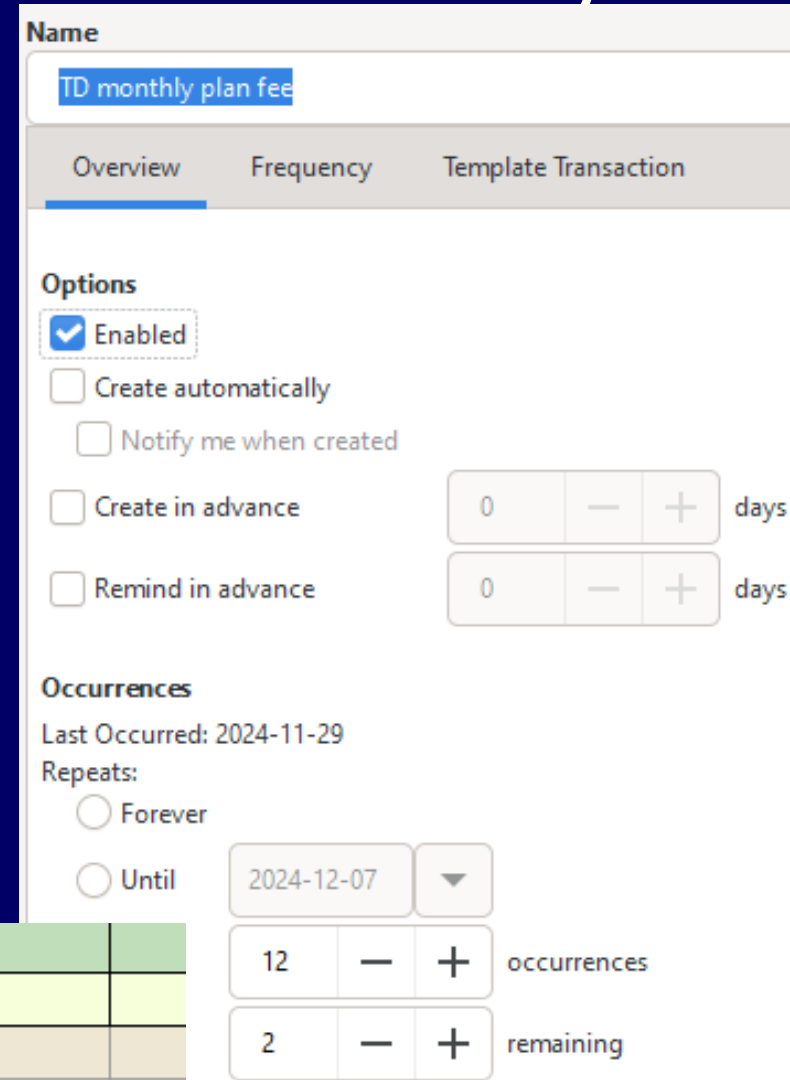 Name
TD monthly plan fee
Overview Frequency Template Transaction
Options
Enabled
Create automatically
Notify me when created
Create in advance 0 days
Remind in advance 0 days
Occurrences
Last Occurred: 2024-11-29
Repeats:
Forever
Until 2024-12-07
12 occurrences
2 remaining